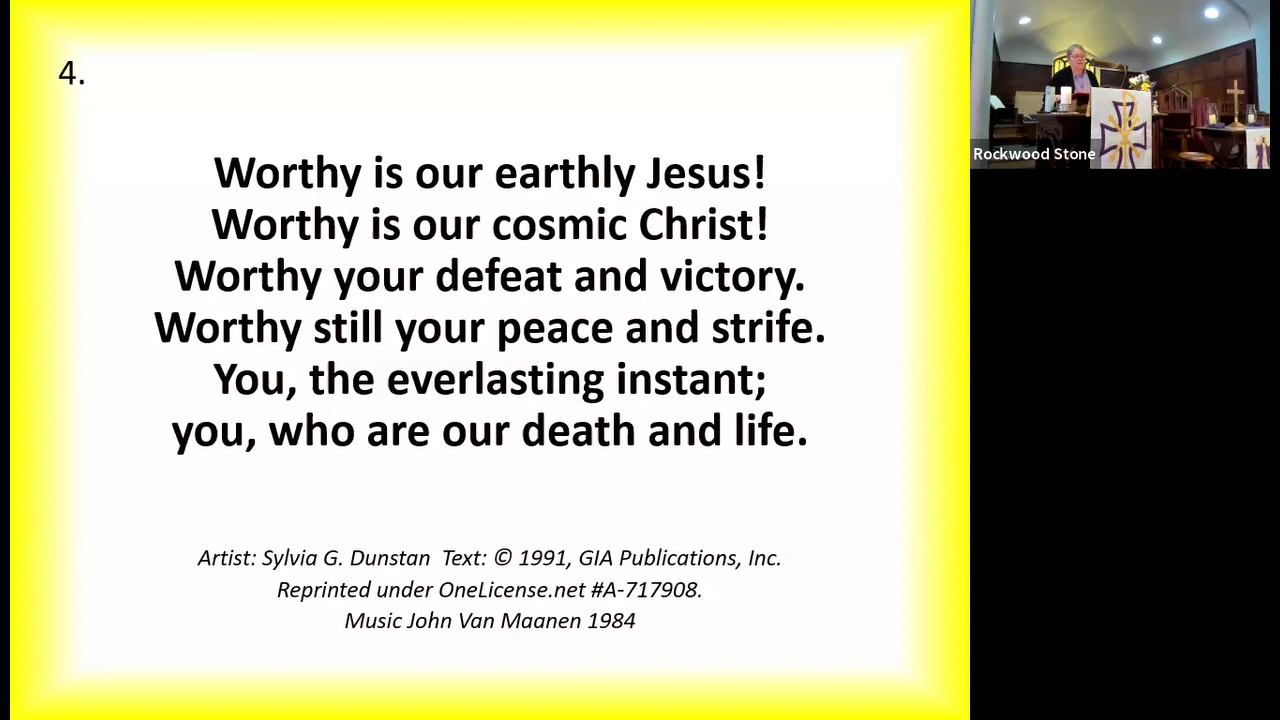 4.
Worthy is our earthly Jesus!
Worthy is our cosmic Christ!
Worthy your defeat and victory.
Worthy still your peace and strife.
You, the everlasting instant;
you, who are our death and life.
Artist: Sylvia G. Dunstan  Text: © 1991, GIA Publications, Inc.
Reprinted under OneLicense.net #A-717908.
Music John Van Maanen 1984
Rockwood Stone